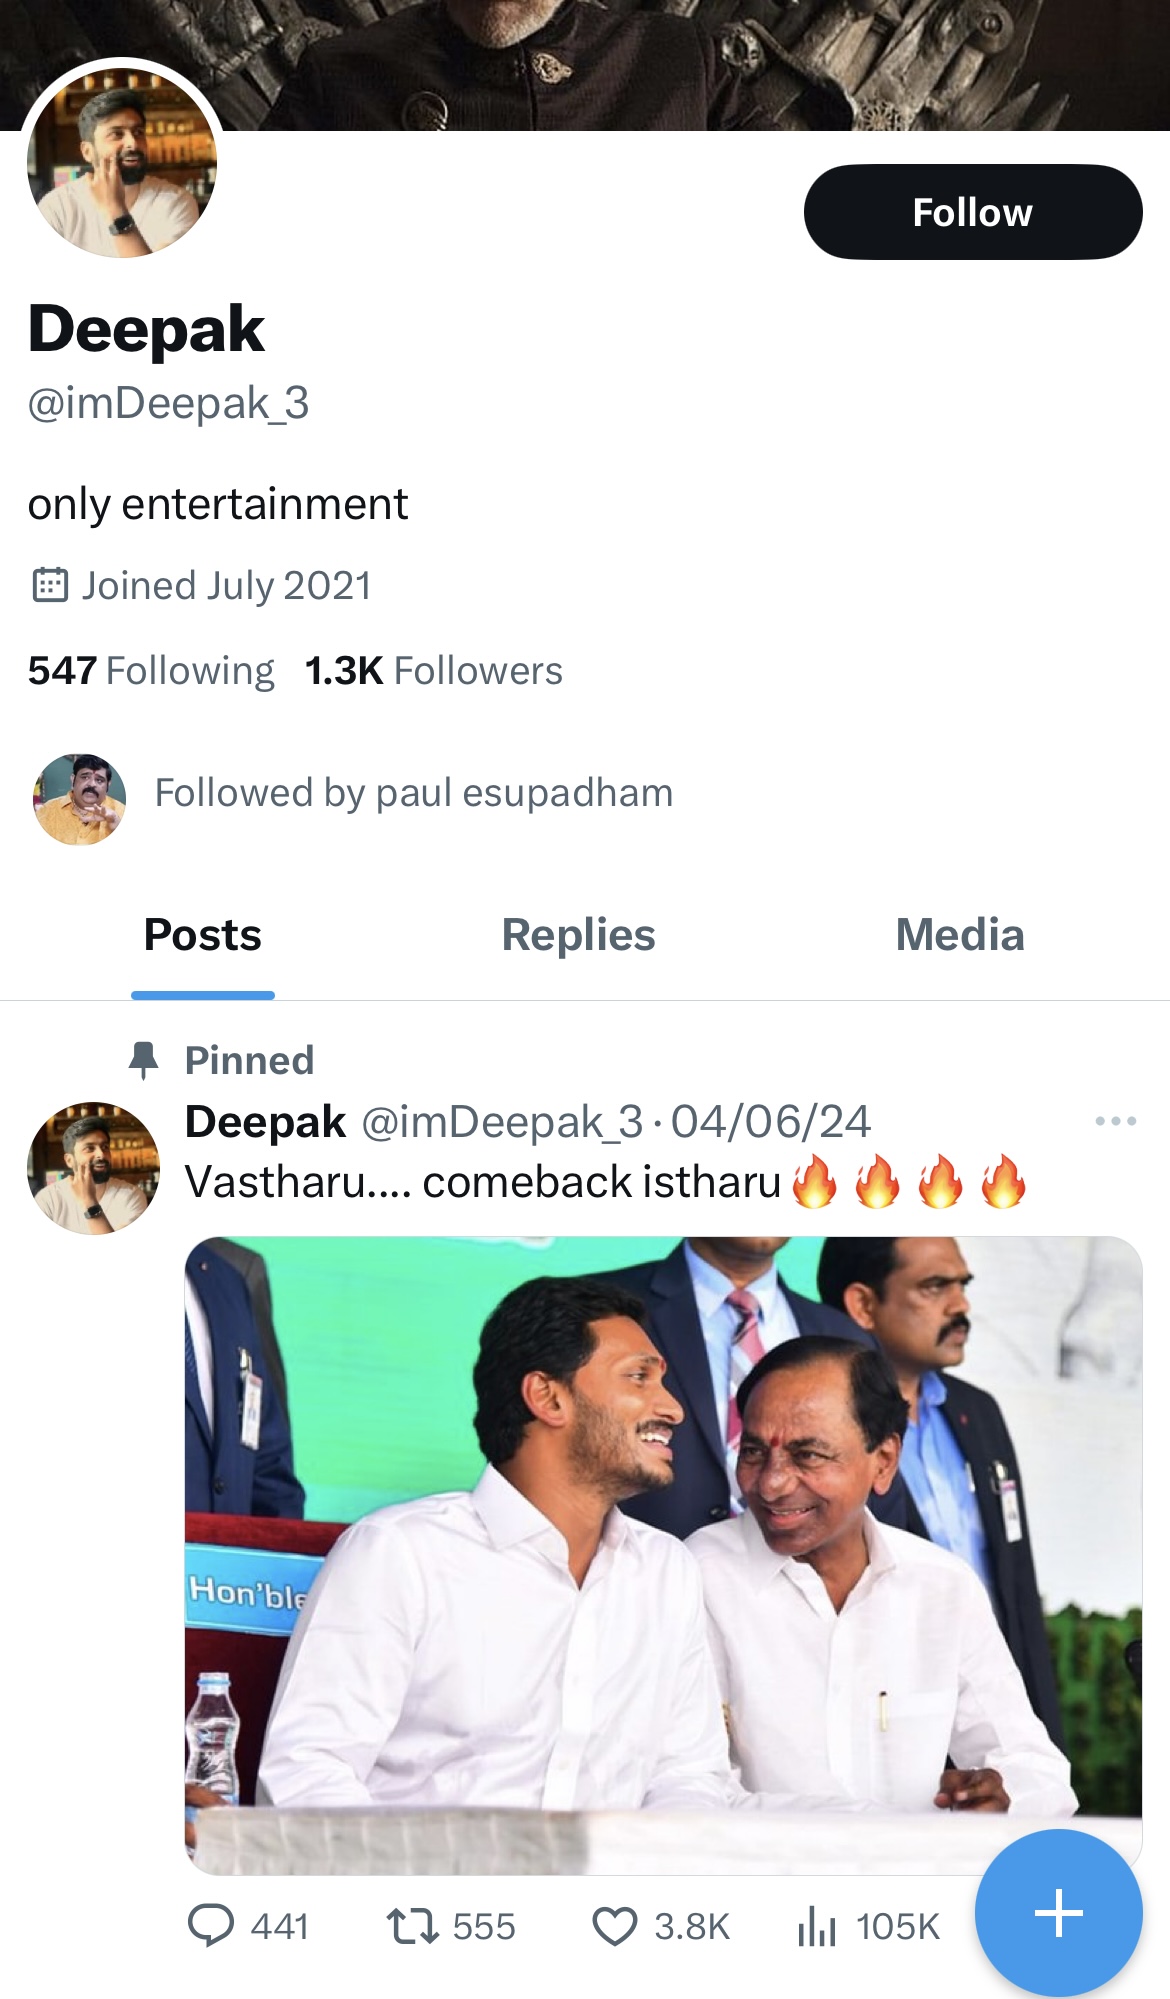 Follow
Deepak
@imDeepak_3
only entertainment
Joined July 2021
547 Following 1.3K Followers
Followed by paul esupadham
Posts Replies Media
Pinned
Deepak @imDeepak_3 · 04/06/24
Vastharu.... comeback istharu🔥🔥🔥🔥
Hon'ble
441 555 3.8K 105K